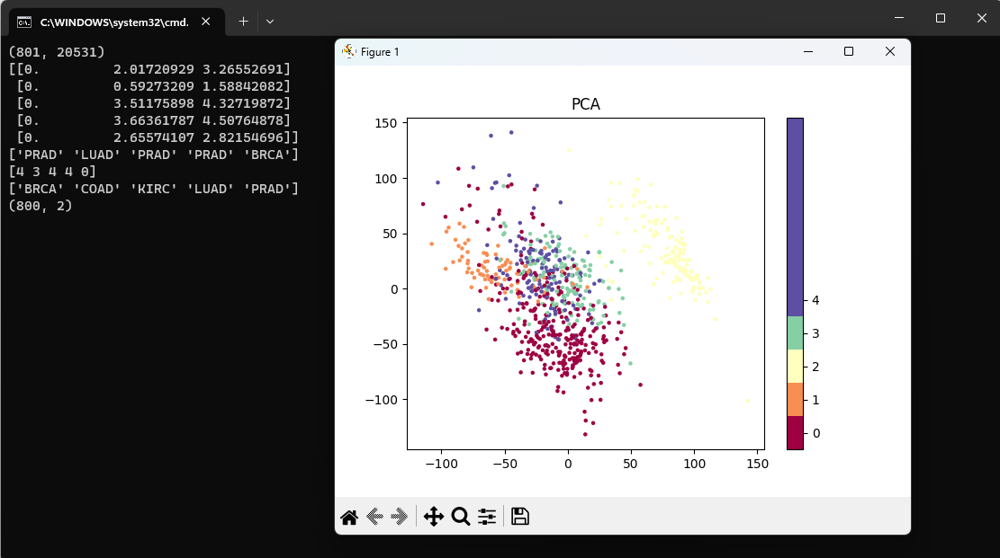 C:\WINDOWS\system32\cmd.
(801, 20531)
[[0.         2.01720929 3.26552691]
 [0.         0.59273209 1.58842082]
 [0.         3.51175898 4.32719872]
 [0.         3.66361787 4.50764878]
 [0.         2.65574107 2.82154696]]
['PRAD' 'LUAD' 'PRAD' 'PRAD' 'BRCA']
[4 3 4 4 0]
['BRCA' 'COAD' 'KIRC' 'LUAD' 'PRAD']
(800, 2)
Figure 1
PCA
150
100
50
0
−50
−100
−100 −50 0 50 100 150
4
3
2
1
0